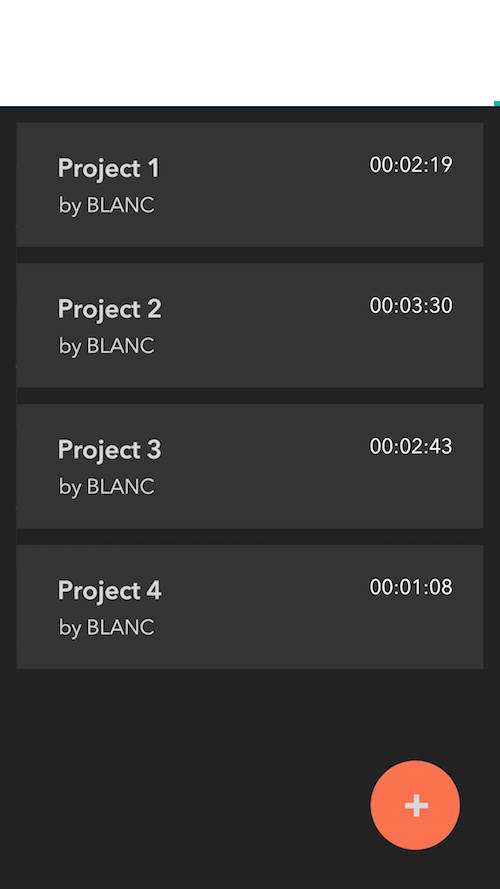 Project 1
00:02:19
by BLANC
Project 2
00:03:30
by BLANC
Project 3
00:02:43
by BLANC
Project 4
00:01:08
by BLANC
+